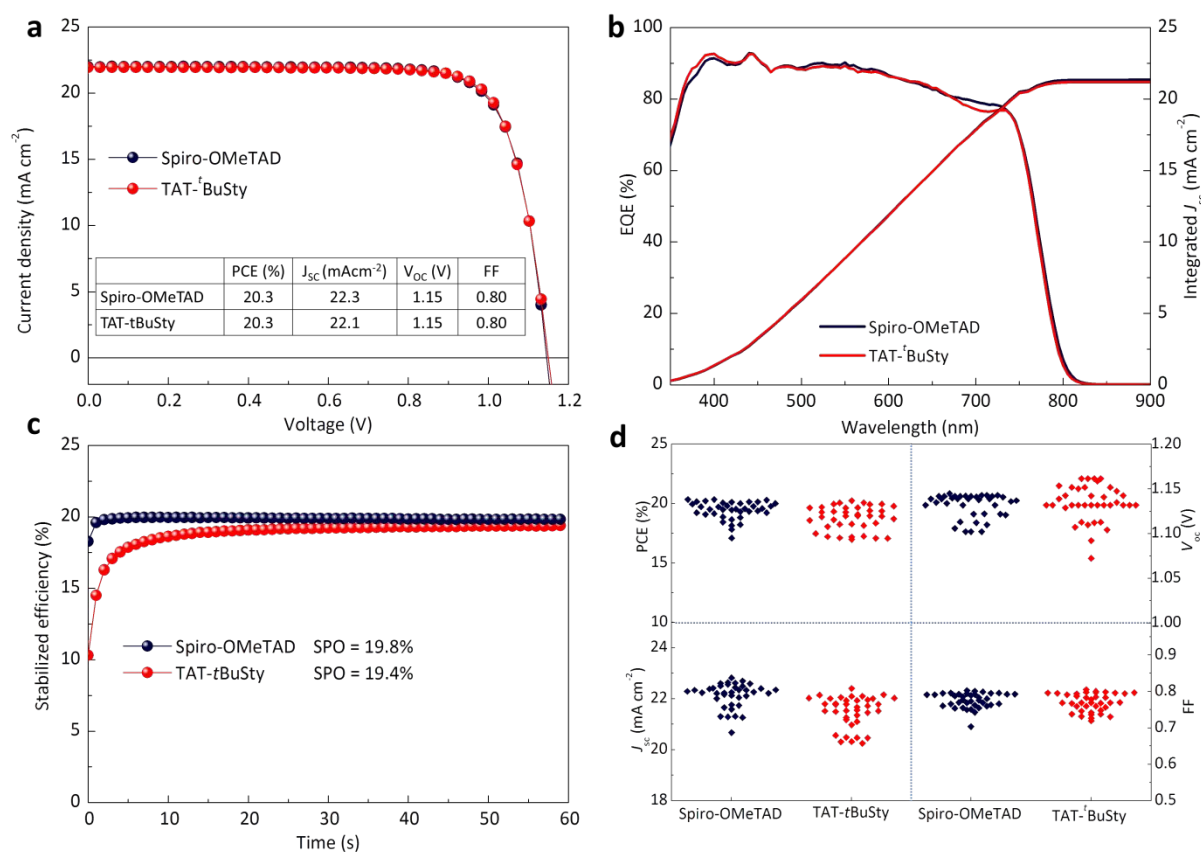 a
25
20
15
10
5
0
Current density (mA cm⁻²)
Spiro-OMeTAD
TAT-ᵗBuSty
PCE (%) J_SC (mAcm⁻²) V_OC (V) FF
Spiro-OMeTAD 20.3 22.3 1.15 0.80
TAT-tBuSty 20.3 22.1 1.15 0.80
0.0 0.2 0.4 0.6 0.8 1.0 1.2
Voltage (V)
b
100
80
60
40
20
0
EQE (%)
25
20
15
10
5
0
Integrated J_sc (mA cm⁻²)
Spiro-OMeTAD
TAT-ᵗBuSty
400 500 600 700 800 900
Wavelength (nm)
c
25
20
15
10
5
0
Stabilized efficiency (%)
Spiro-OMeTAD SPO = 19.8%
TAT-tBuSty SPO = 19.4%
0 10 20 30 40 50 60
Time (s)
d
25
20
15
10
PCE (%)
1.20
1.15
1.10
1.05
1.00
V_oc (V)
24
22
20
18
J_sc (mA cm⁻²)
0.9
0.8
0.7
0.6
0.5
FF
Spiro-OMeTAD TAT-tBuSty Spiro-OMeTAD TAT-ᵗBuSty